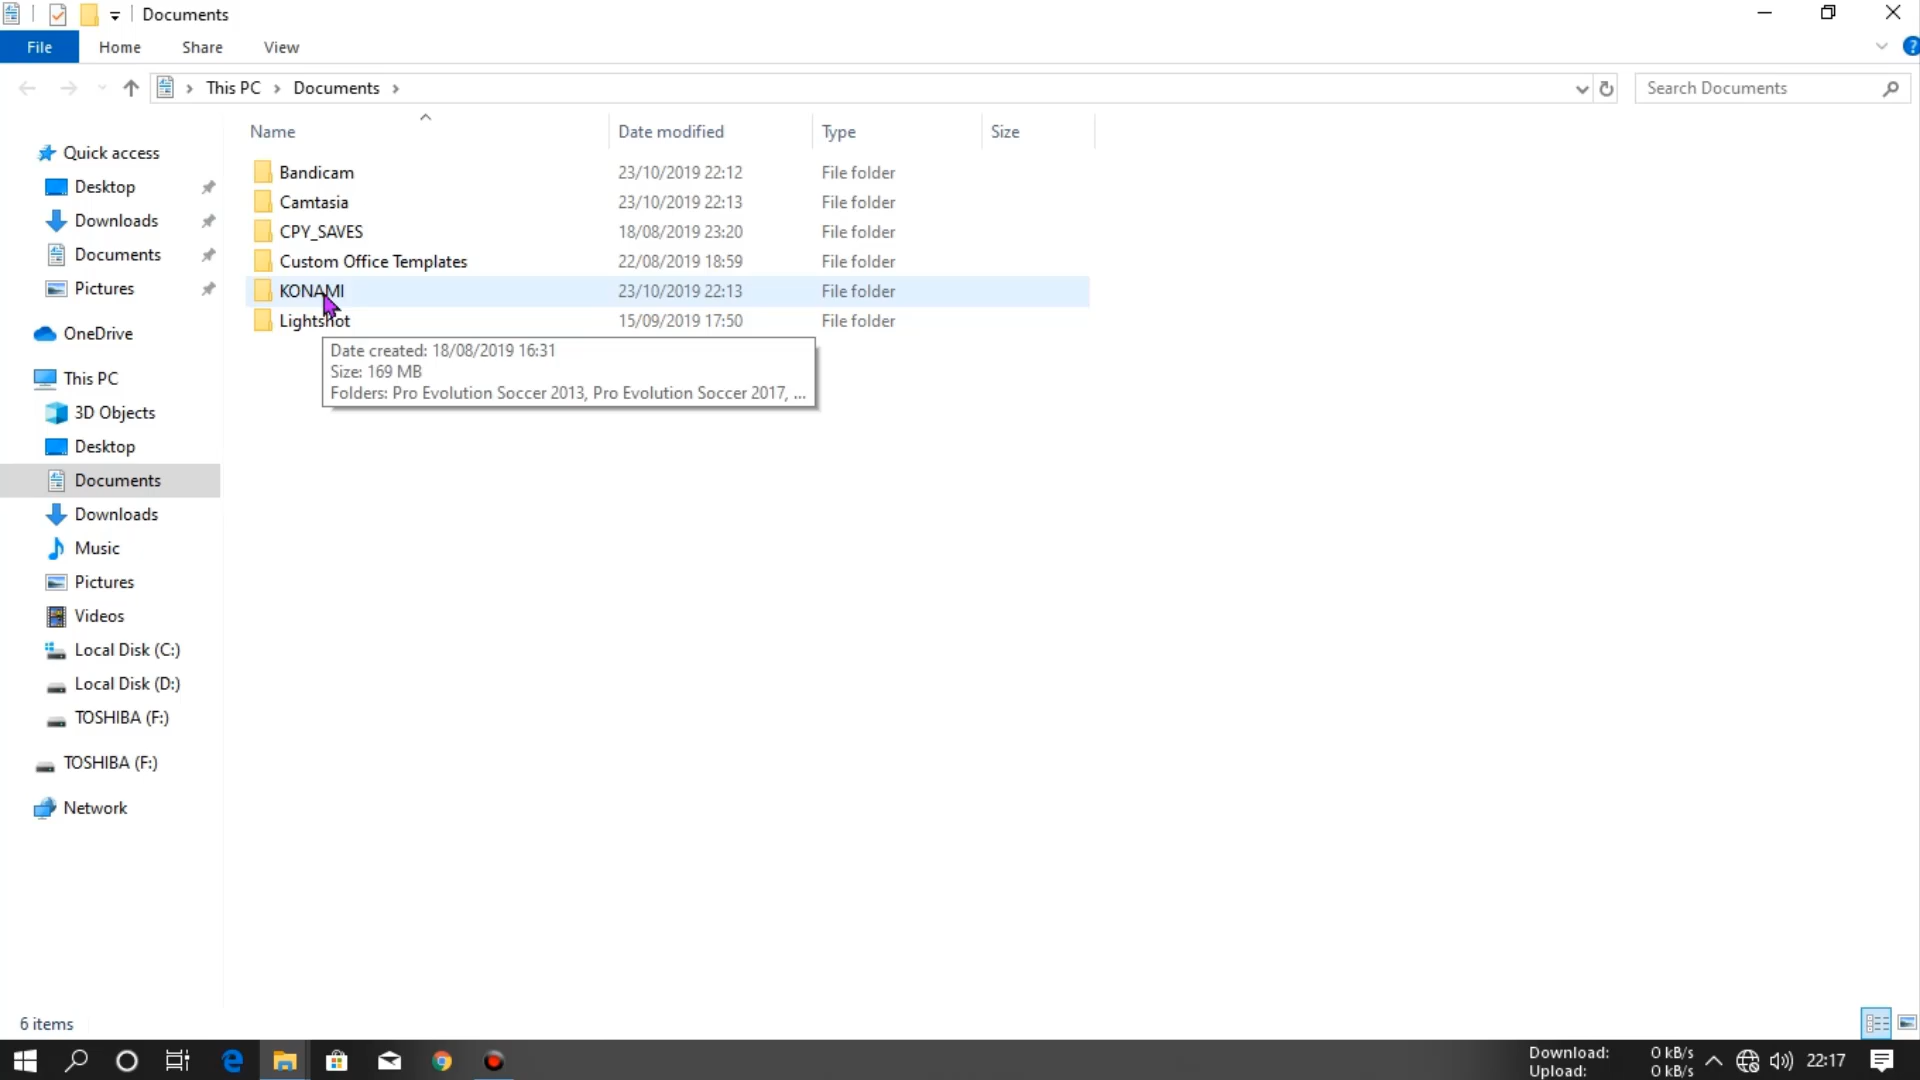 Documents
File Home Share View
This PC Documents Search Documents
Name Date modified Type Size
Quick access
Desktop
Downloads
Documents
Pictures
OneDrive
This PC
3D Objects
Desktop
Documents
Downloads
Music
Pictures
Videos
Local Disk (C:)
Local Disk (D:)
TOSHIBA (F:)
TOSHIBA (F:)
Network
Bandicam 23/10/2019 22:12 File folder
Camtasia 23/10/2019 22:13 File folder
CPY_SAVES 18/08/2019 23:20 File folder
Custom Office Templates 22/08/2019 18:59 File folder
KONAMI 23/10/2019 22:13 File folder
Lightshot 15/09/2019 17:50 File folder
Date created: 18/08/2019 16:31
Size: 169 MB
Folders: Pro Evolution Soccer 2013, Pro Evolution Soccer 2017, ...
6 items
Download: 0 kB/s
Upload: 0 kB/s
22:17